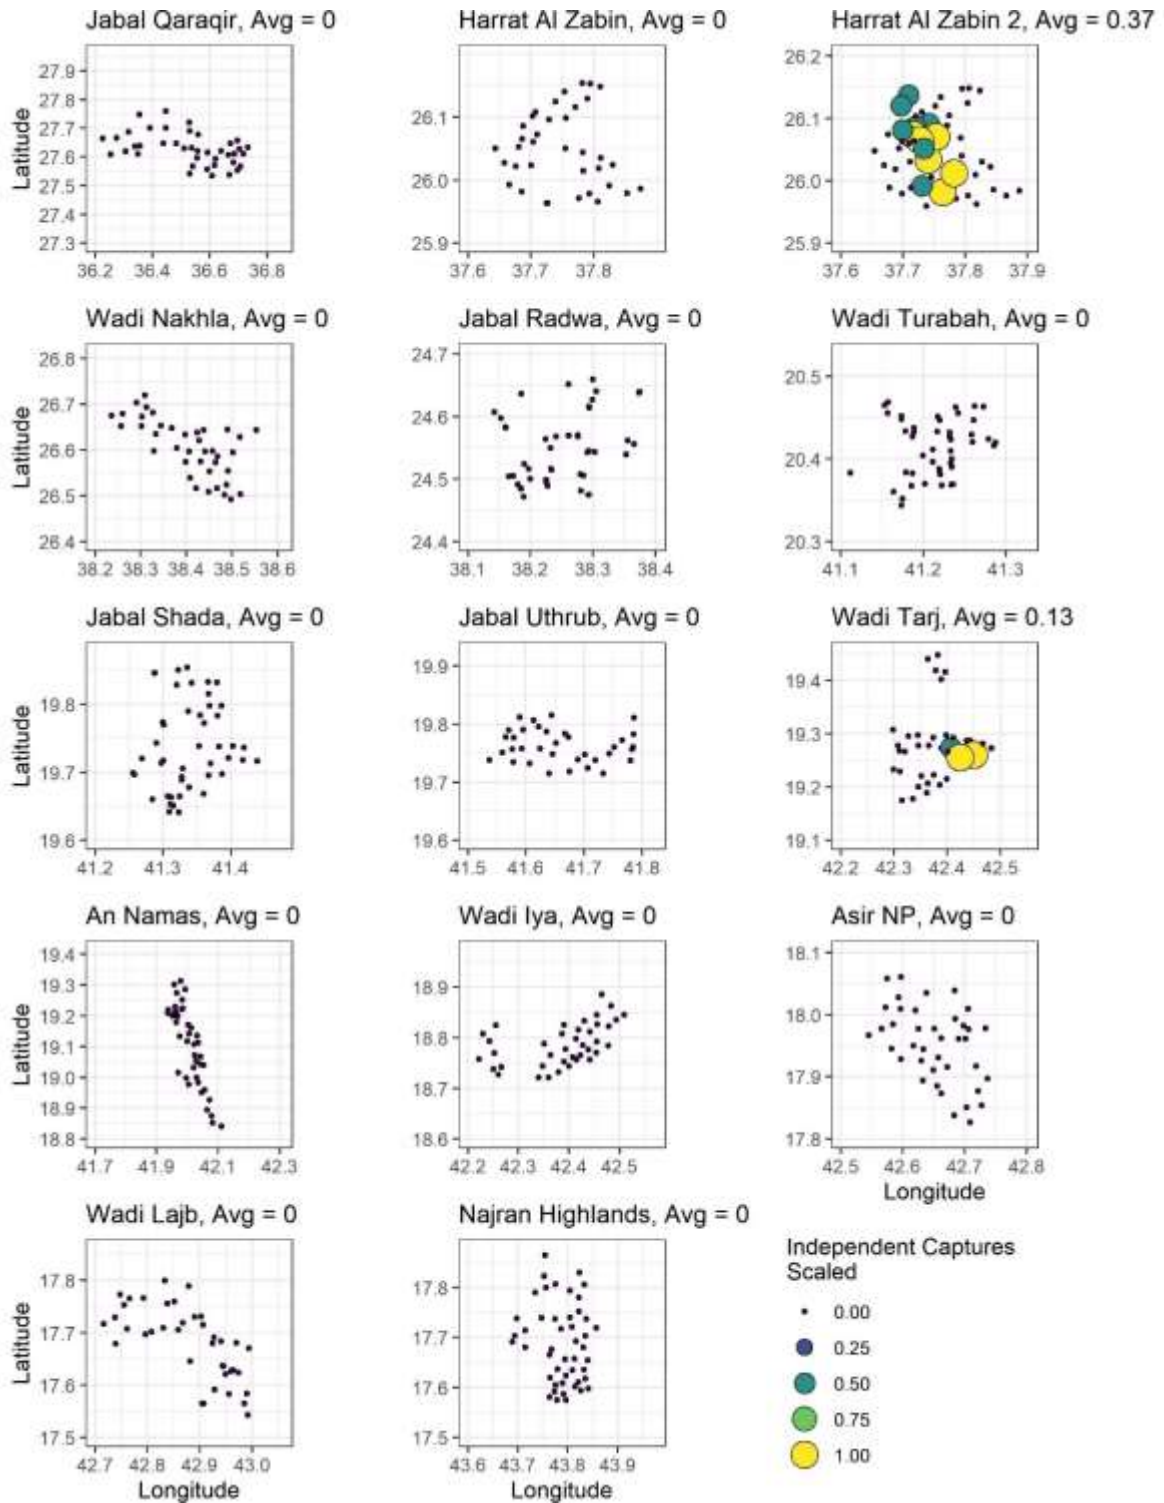 Jabal Qaraqir, Avg = 0
Latitude
27.9
27.8
27.7
27.6
27.5
27.4
27.3
36.2 36.4 36.6 36.8
Harrat Al Zabin, Avg = 0
26.1
26.0
25.9
37.6 37.7 37.8
Harrat Al Zabin 2, Avg = 0.37
26.2
26.1
26.0
25.9
37.6 37.7 37.8 37.9
Wadi Nakhla, Avg = 0
Latitude
26.8
26.7
26.6
26.5
26.4
38.2 38.3 38.4 38.5 38.6
Jabal Radwa, Avg = 0
24.7
24.6
24.5
24.4
38.1 38.2 38.3 38.4
Wadi Turabah, Avg = 0
20.5
20.4
20.3
41.1 41.2 41.3
Jabal Shada, Avg = 0
Latitude
19.8
19.7
19.6
41.2 41.3 41.4
Jabal Uthrub, Avg = 0
19.9
19.8
19.7
19.6
41.5 41.6 41.7 41.8
Wadi Tarj, Avg = 0.13
19.4
19.3
19.2
19.1
42.2 42.3 42.4 42.5
An Namas, Avg = 0
Latitude
19.4
19.3
19.2
19.1
19.0
18.9
18.8
41.7 41.9 42.1 42.3
Wadi Iya, Avg = 0
18.9
18.8
18.7
18.6
42.2 42.3 42.4 42.5
Asir NP, Avg = 0
18.1
18.0
17.9
17.8
42.5 42.6 42.7 42.8
Longitude
Wadi Lajb, Avg = 0
Latitude
17.8
17.7
17.6
17.5
42.7 42.8 42.9 43.0
Longitude
Najran Highlands, Avg = 0
17.8
17.7
17.6
17.5
43.6 43.7 43.8 43.9
Longitude
Independent Captures
Scaled
0.00
0.25
0.50
0.75
1.00